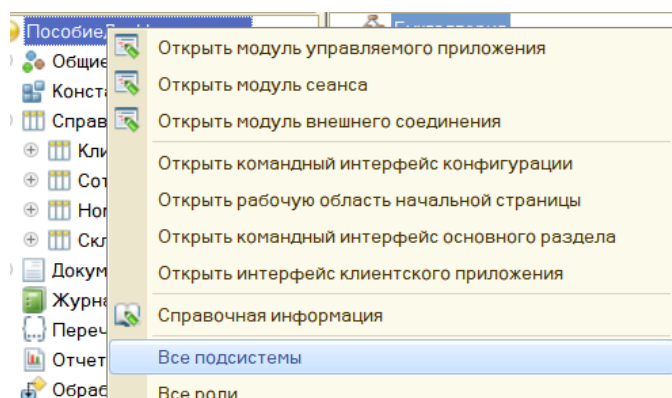 Общие
Открыть модуль управляемого приложения
Открыть модуль сеанса
Открыть модуль внешнего соединения
Открыть командный интерфейс конфигурации
Открыть рабочую область начальной страницы
Открыть командный интерфейс основного раздела
Открыть интерфейс клиентского приложения
Справочная информация
Все подсистемы
Все роли
Пособие
Конст
Справ
Кли
Сот
Ном
Скл
Докум
Журна
Переч
Отчет
Обраб